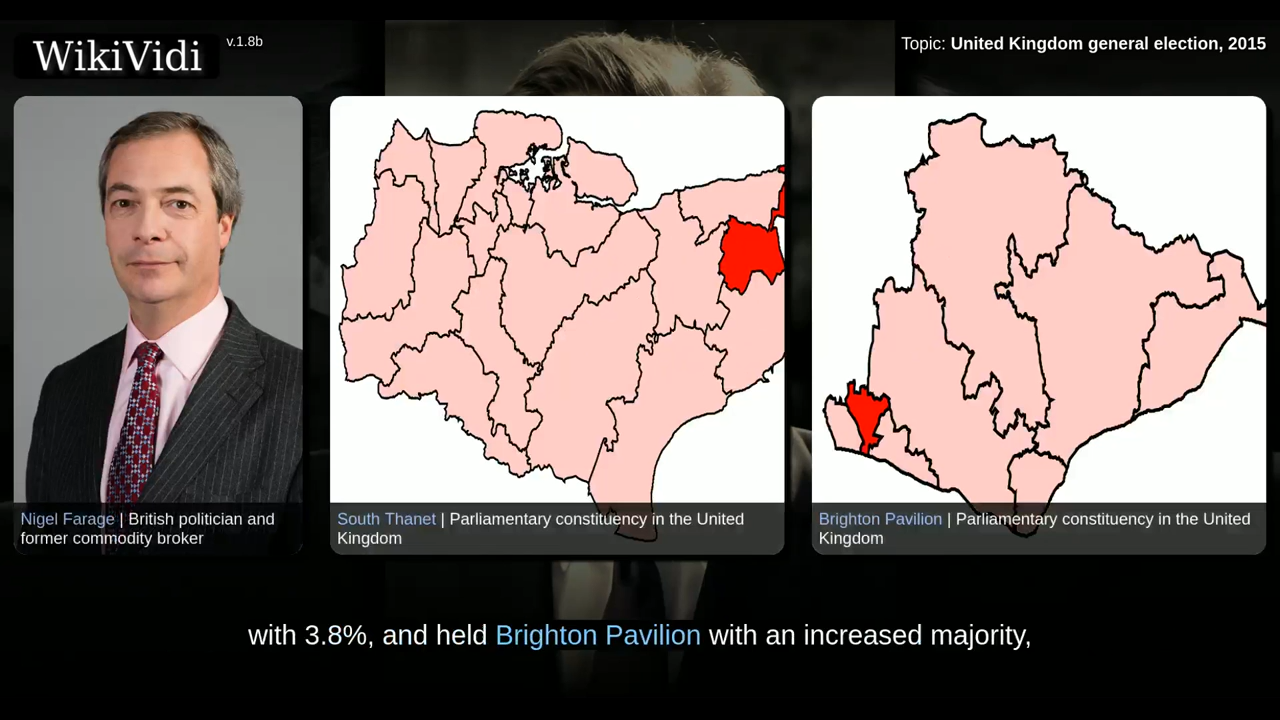 WikiVidi
v.1.8b
Topic: United Kingdom general election, 2015
Nigel Farage | British politician and
former commodity broker
South Thanet | Parliamentary constituency in the United
Kingdom
Brighton Pavilion | Parliamentary constituency in the United
Kingdom
with 3.8%, and held Brighton Pavilion with an increased majority,